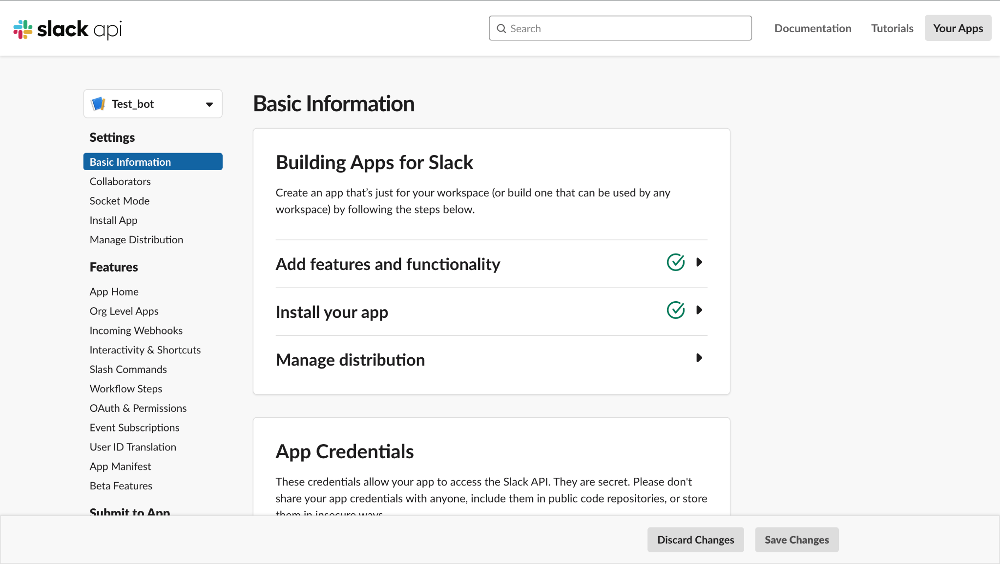 slack api
Search
Documentation
Tutorials
Your Apps
Test_bot
Settings
Basic Information
Collaborators
Socket Mode
Install App
Manage Distribution
Features
App Home
Org Level Apps
Incoming Webhooks
Interactivity & Shortcuts
Slash Commands
Workflow Steps
OAuth & Permissions
Event Subscriptions
User ID Translation
App Manifest
Beta Features
Submit to App
Basic Information
Building Apps for Slack
Create an app that’s just for your workspace (or build one that can be used by any
workspace) by following the steps below.
Add features and functionality
Install your app
Manage distribution
App Credentials
These credentials allow your app to access the Slack API. They are secret. Please don't
share your app credentials with anyone, include them in public code repositories, or store
them in insecure ways.
Discard Changes
Save Changes